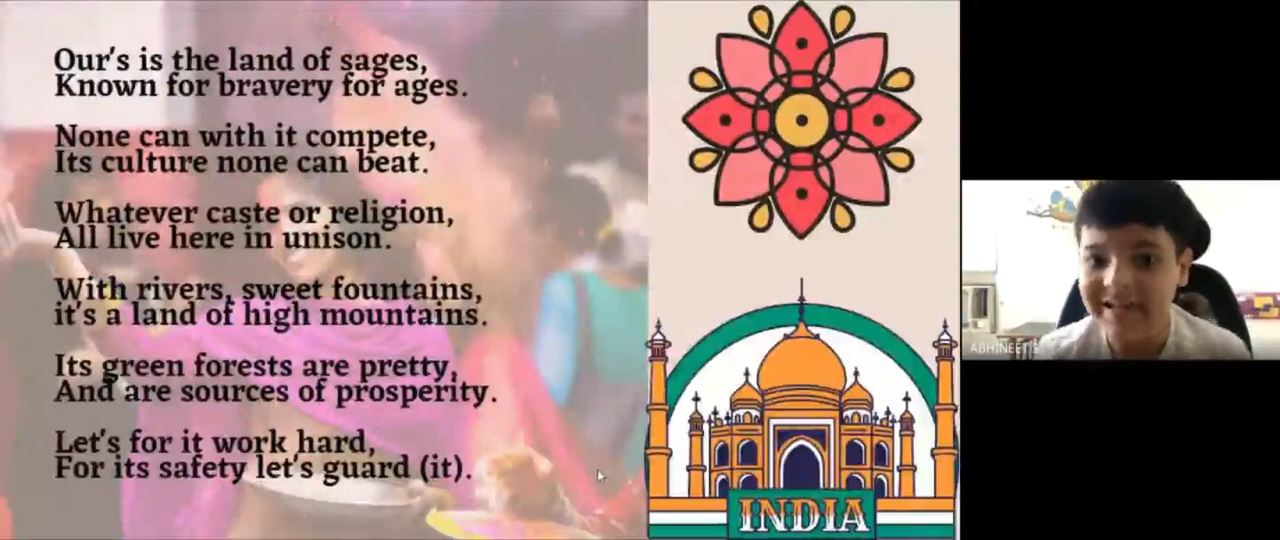 Our's is the land of sages,
Known for bravery for ages.
None can with it compete,
Its culture none can beat.
Whatever caste or religion,
All live here in unison.
With rivers, sweet fountains,
it's a land of high mountains.
Its green forests are pretty,
And are sources of prosperity.
Let's for it work hard,
For its safety let's guard (it).
INDIA
ABHINEET